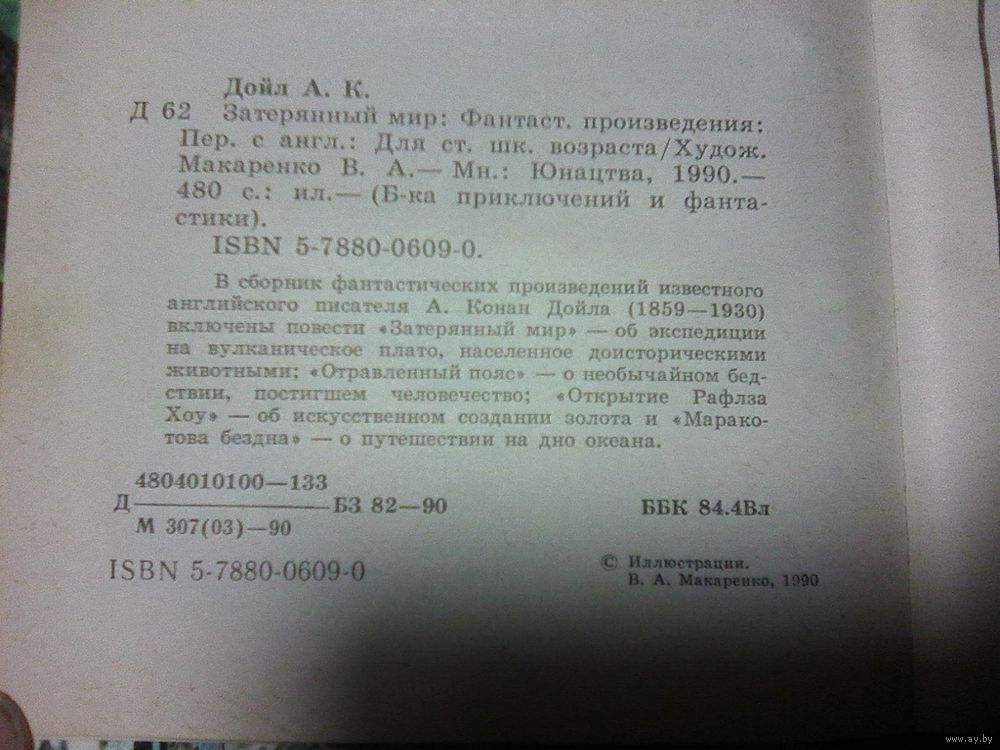 Дойл А. К.
Д 62 Затерянный мир: Фантаст. произведения:
Пер. с англ.: Для ст. шк. возраста/Худож.
Макаренко В. А.— Мн.: Юнацтва, 1990.—
480 с.: ил.— (Б-ка приключений и фанта-
стики).
ISBN 5-7880-0609-0.
В сборник фантастических произведений известного
английского писателя А. Конан Дойла (1859—1930)
включены повести «Затерянный мир» — об экспедиции
на вулканическое плато, населенное доисторическими
животными; «Отравленный пояс» — о необычайном бед-
ствии, постигшем человечество; «Открытие Рафлза
Хоу» — об искусственном создании золота и «Марако-
това бездна» — о путешествии на дно океана.
4804010100—133
Д — БЗ 82—90
М 307(03)—90
ББК 84.4Вл
ISBN 5-7880-0609-0
© Иллюстрации.
В. А. Макаренко, 1990
www.ay.by